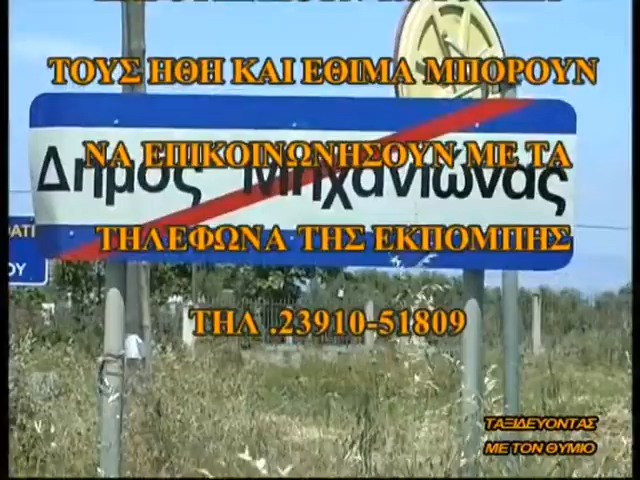 ΤΟΥΣ ΗΘΗ ΚΑΙ ΕΘΙΜΑ ΜΠΟΡΟΥΝ
ΝΑ ΕΠΙΚΟΙΝΩΝΗΣΟΥΝ ΜΕ ΤΑ
Δήμος Μηχανιώνας
ΤΗΛΕΦΩΝΑ ΤΗΣ ΕΚΠΟΜΠΗΣ
ΤΗΛ .23910-51809
ΤΑΞΙΔΕΥΟΝΤΑΣ
ΜΕ ΤΟΝ ΘΥΜΙΟ